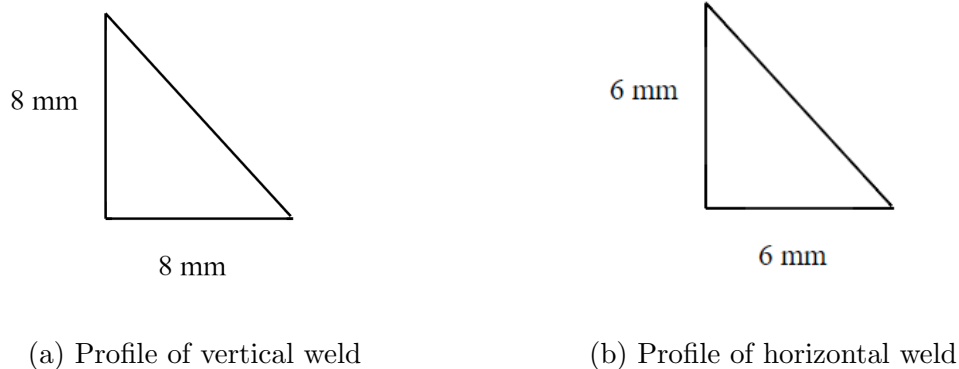 8 mm
8 mm
(a) Profile of vertical weld
6 mm
6 mm
(b) Profile of horizontal weld